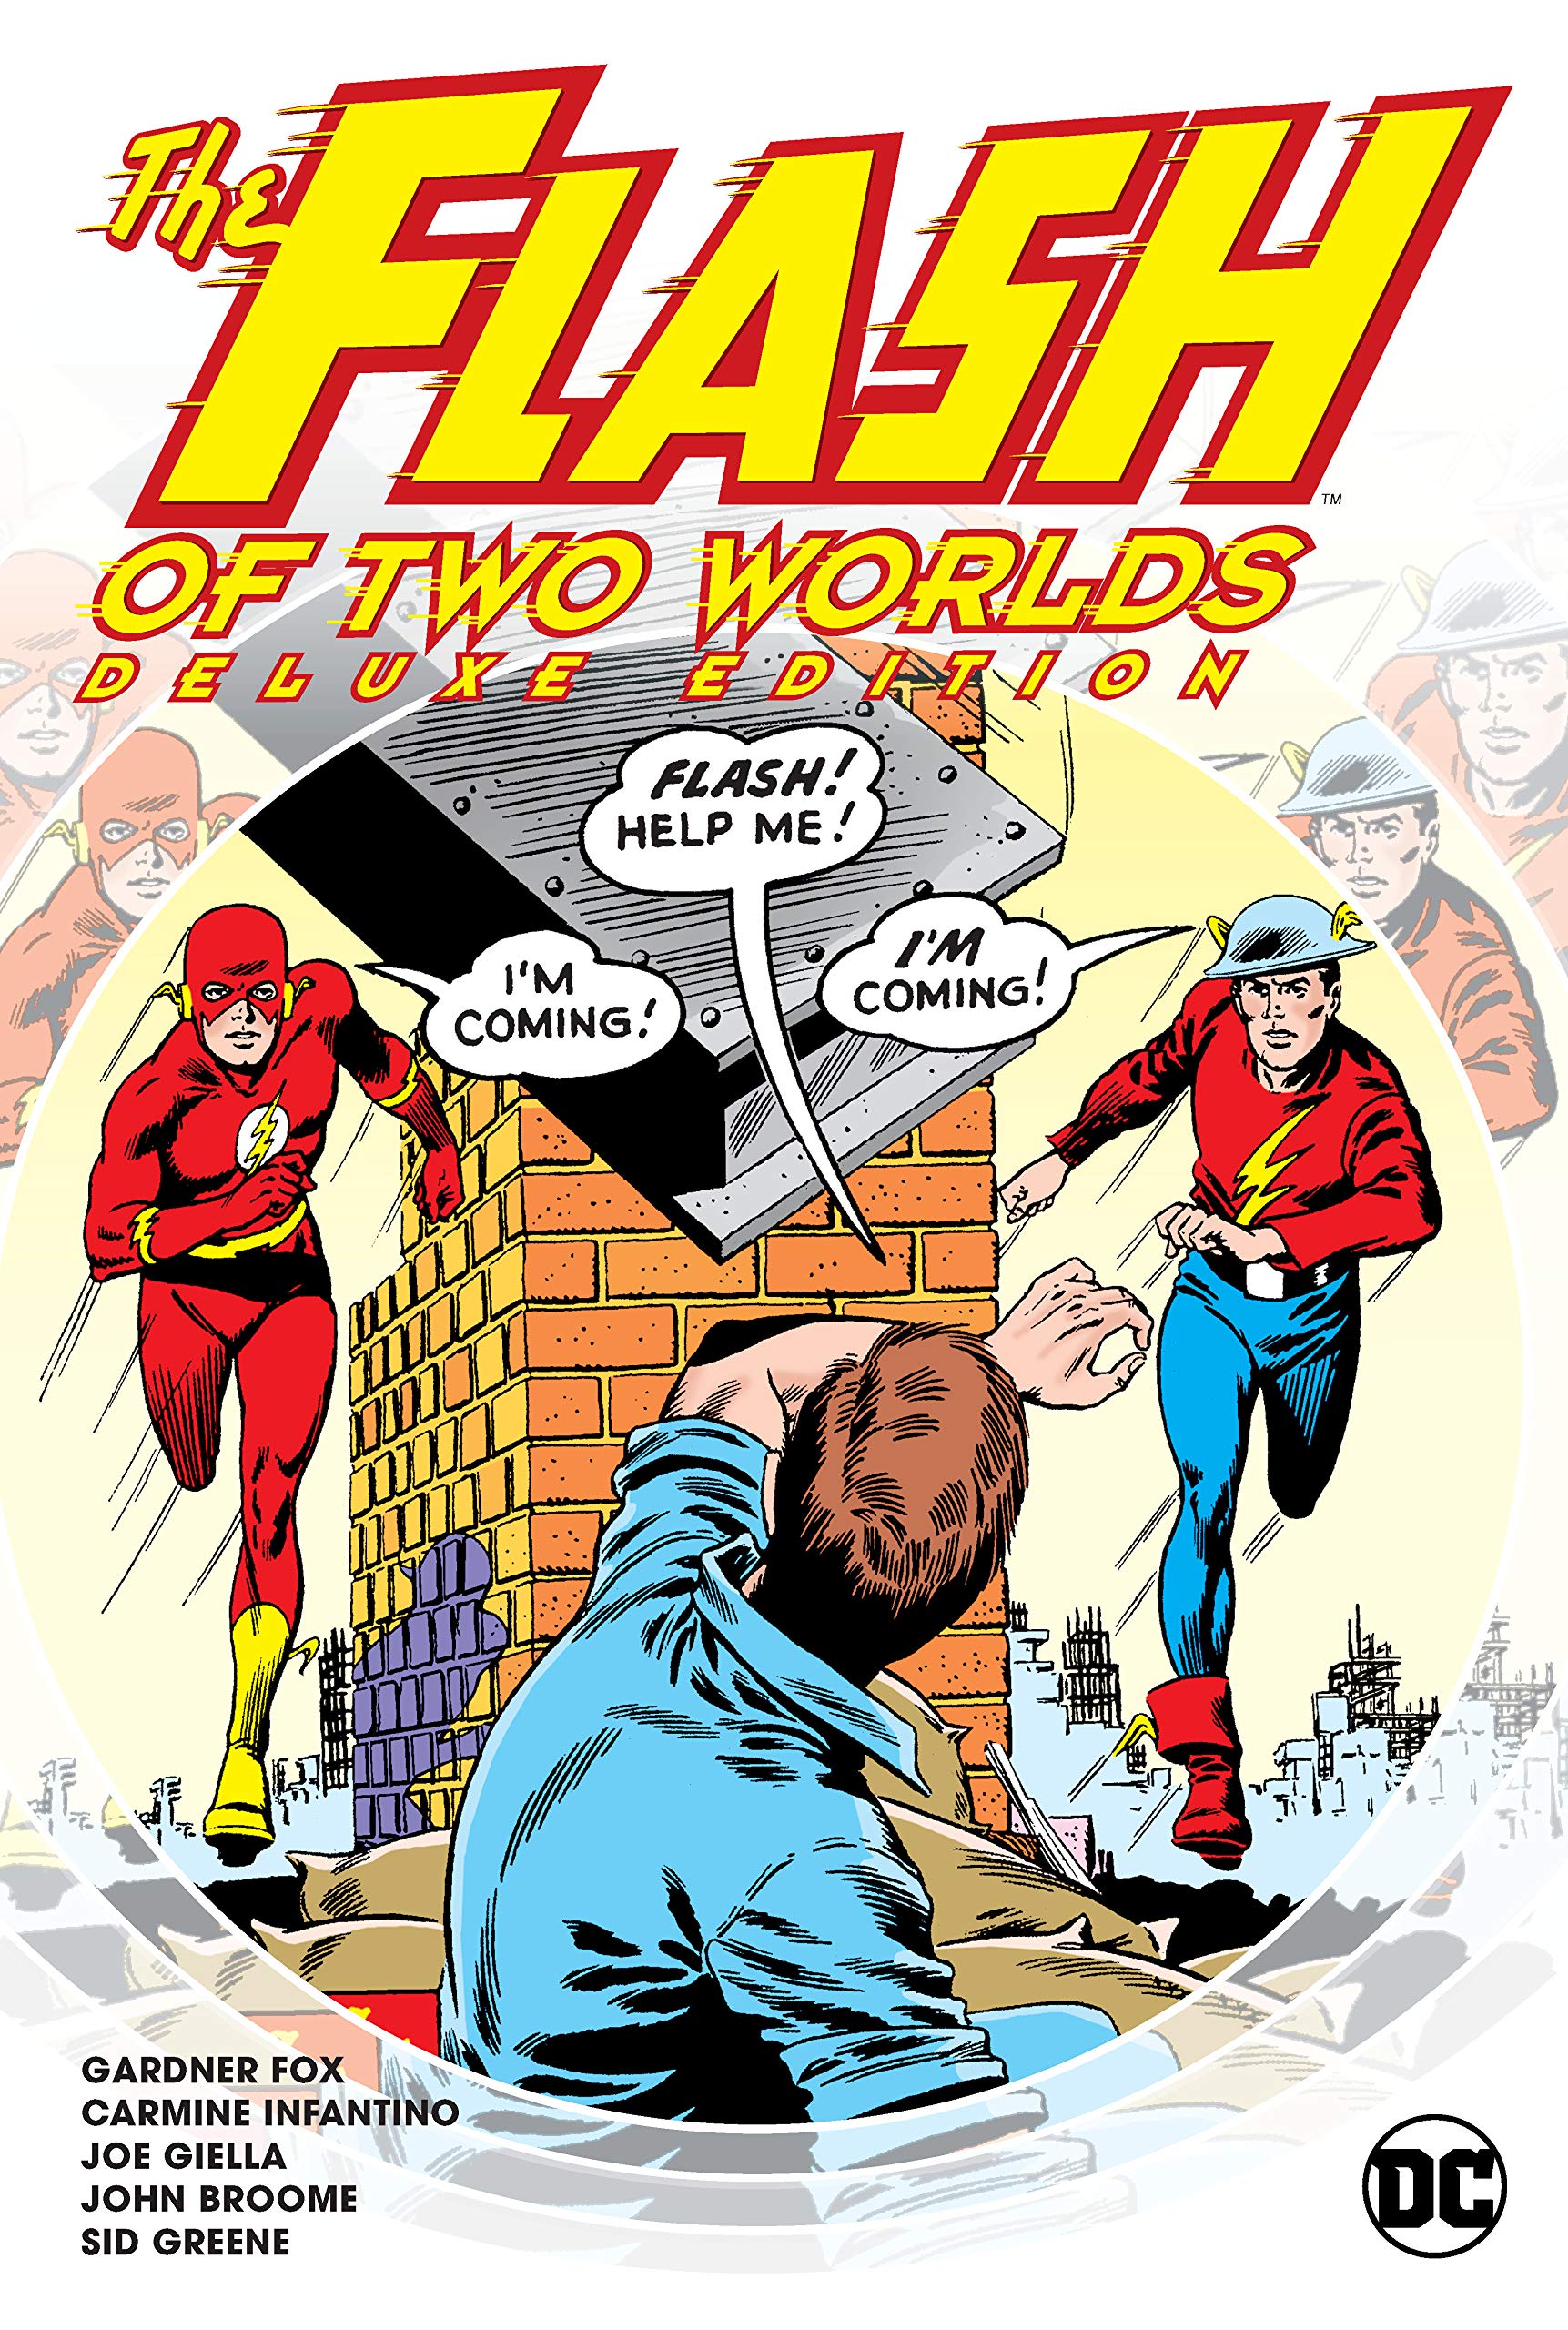 The FLASH
™
OF TWO WORLDS
DELUXE EDITION
FLASH!
HELP ME!
I'M
COMING!
I'M
COMING!
GARDNER FOX
CARMINE INFANTINO
JOE GIELLA
JOHN BROOME
SID GREENE
DC